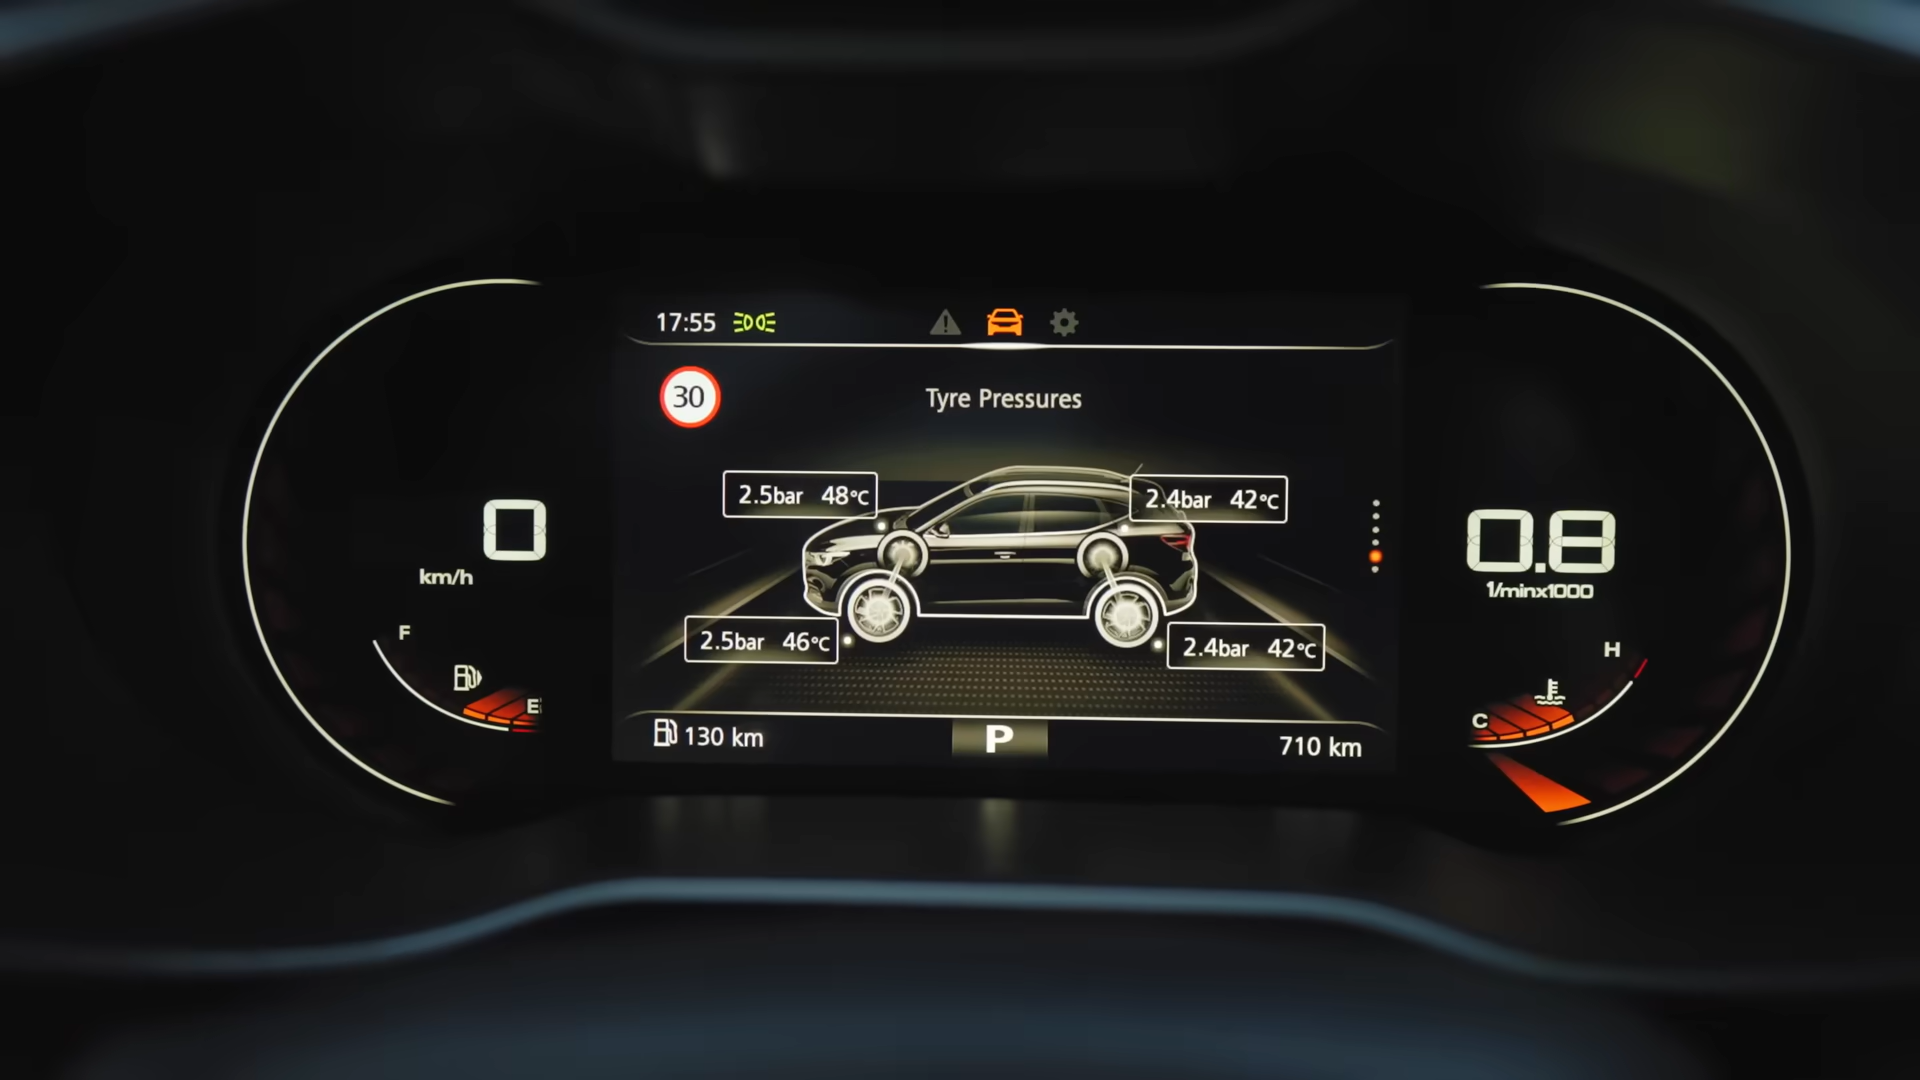 17:55
30
Tyre Pressures
2.5bar 48°C
2.4bar 42°C
0
km/h
0.8
1/minx1000
2.5bar 46°C
2.4bar 42°C
F
E
H
C
130 km
P
710 km